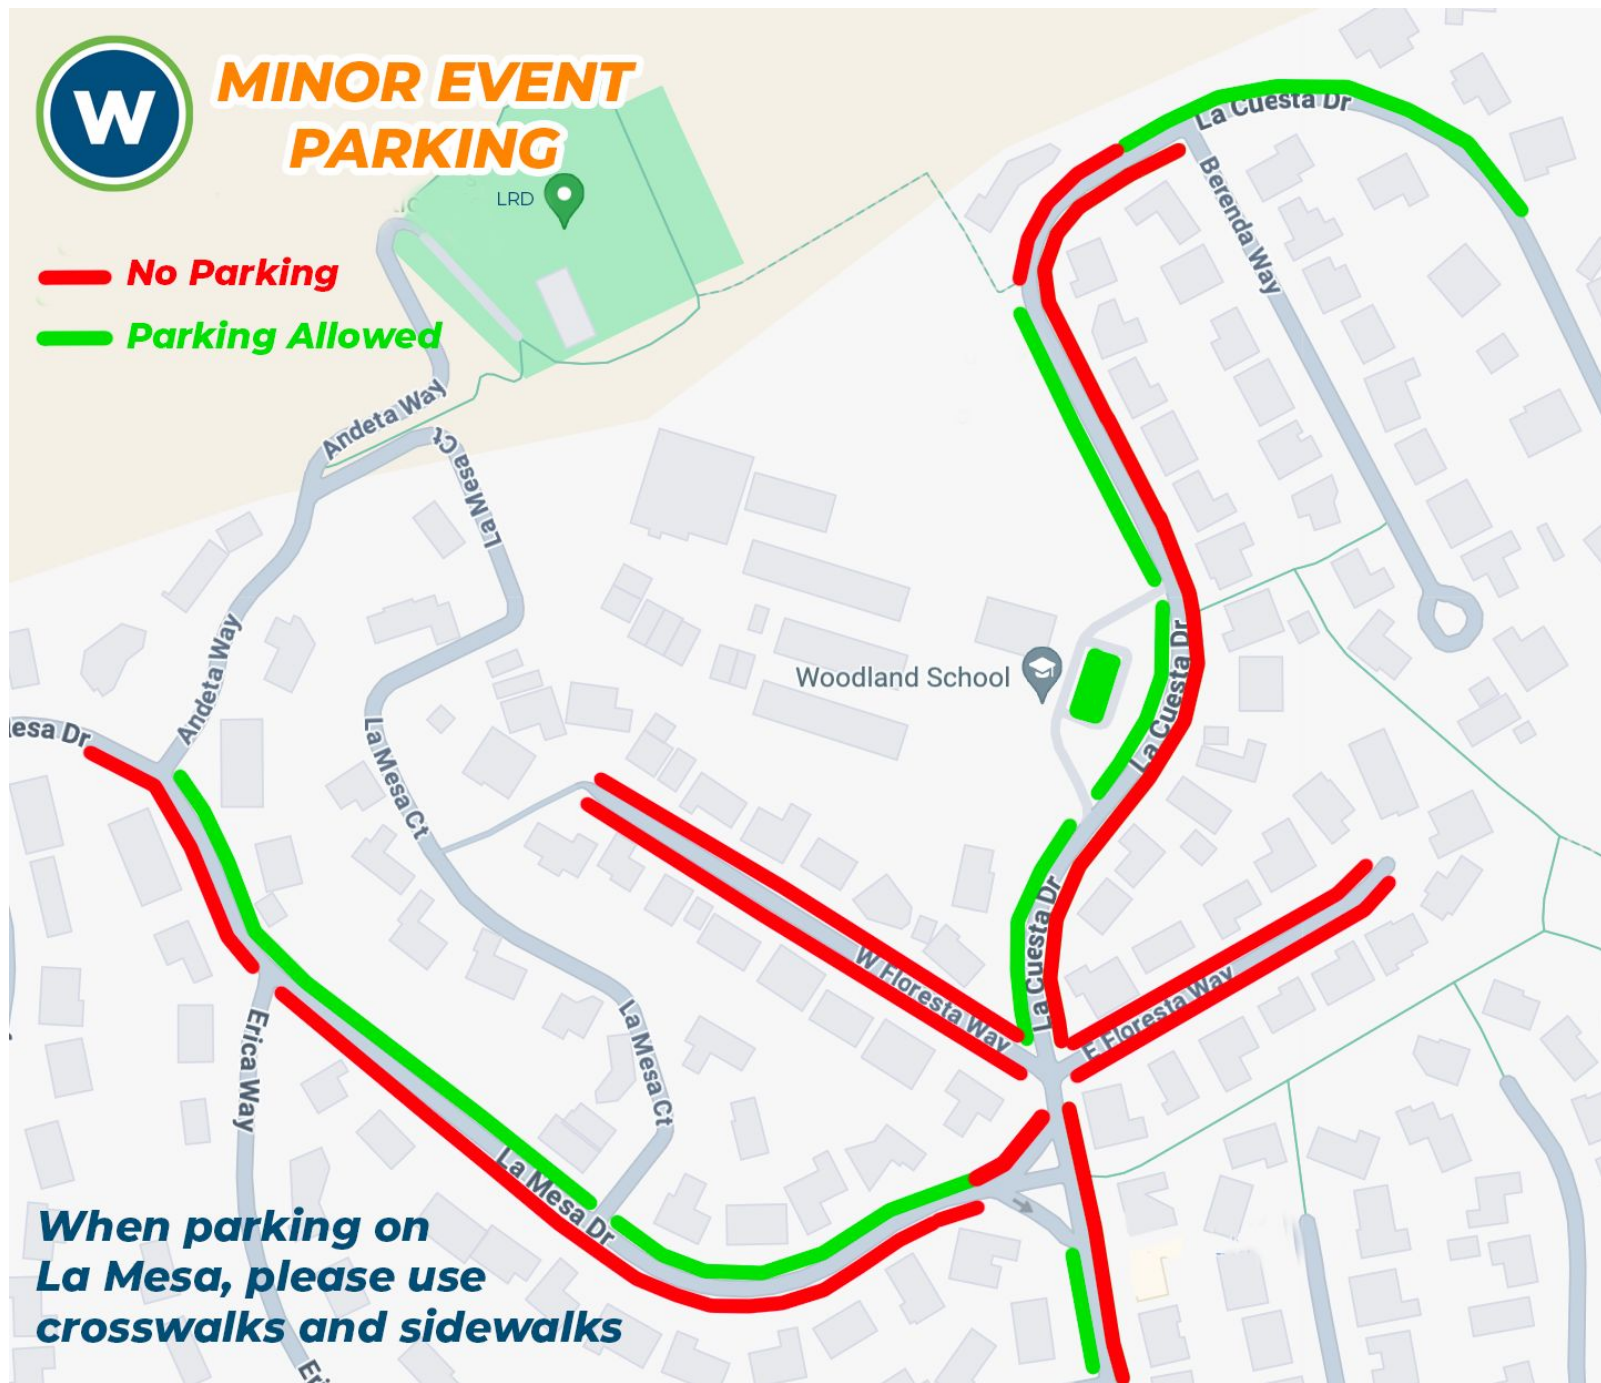 W
MINOR EVENT
PARKING
LRD
No Parking
Parking Allowed
La Cuesta Dr
Berenda Way
Andeta Way
La Mesa Ct
Woodland School
La Cuesta Dr
Andeta Way
esa Dr
La Mesa Ct
La Cuesta Dr
W Floresta Way
E Floresta Way
Erica Way
La Mesa Ct
La Mesa Dr
When parking on
La Mesa, please use
crosswalks and sidewalks